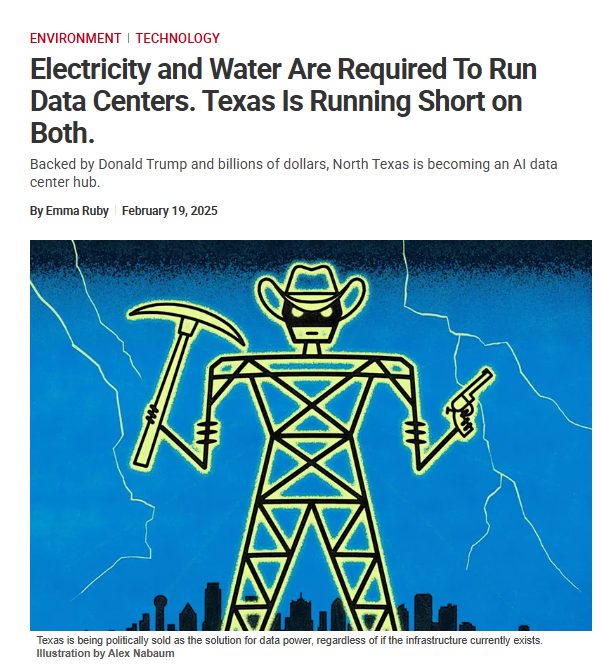 ENVIRONMENT | TECHNOLOGY
Electricity and Water Are Required To Run
Data Centers. Texas Is Running Short on
Both.
Backed by Donald Trump and billions of dollars, North Texas is becoming an AI data
center hub.
By Emma Ruby | February 19, 2025
Texas is being politically sold as the solution for data power, regardless of if the infrastructure currently exists.
Illustration by Alex Nabaum